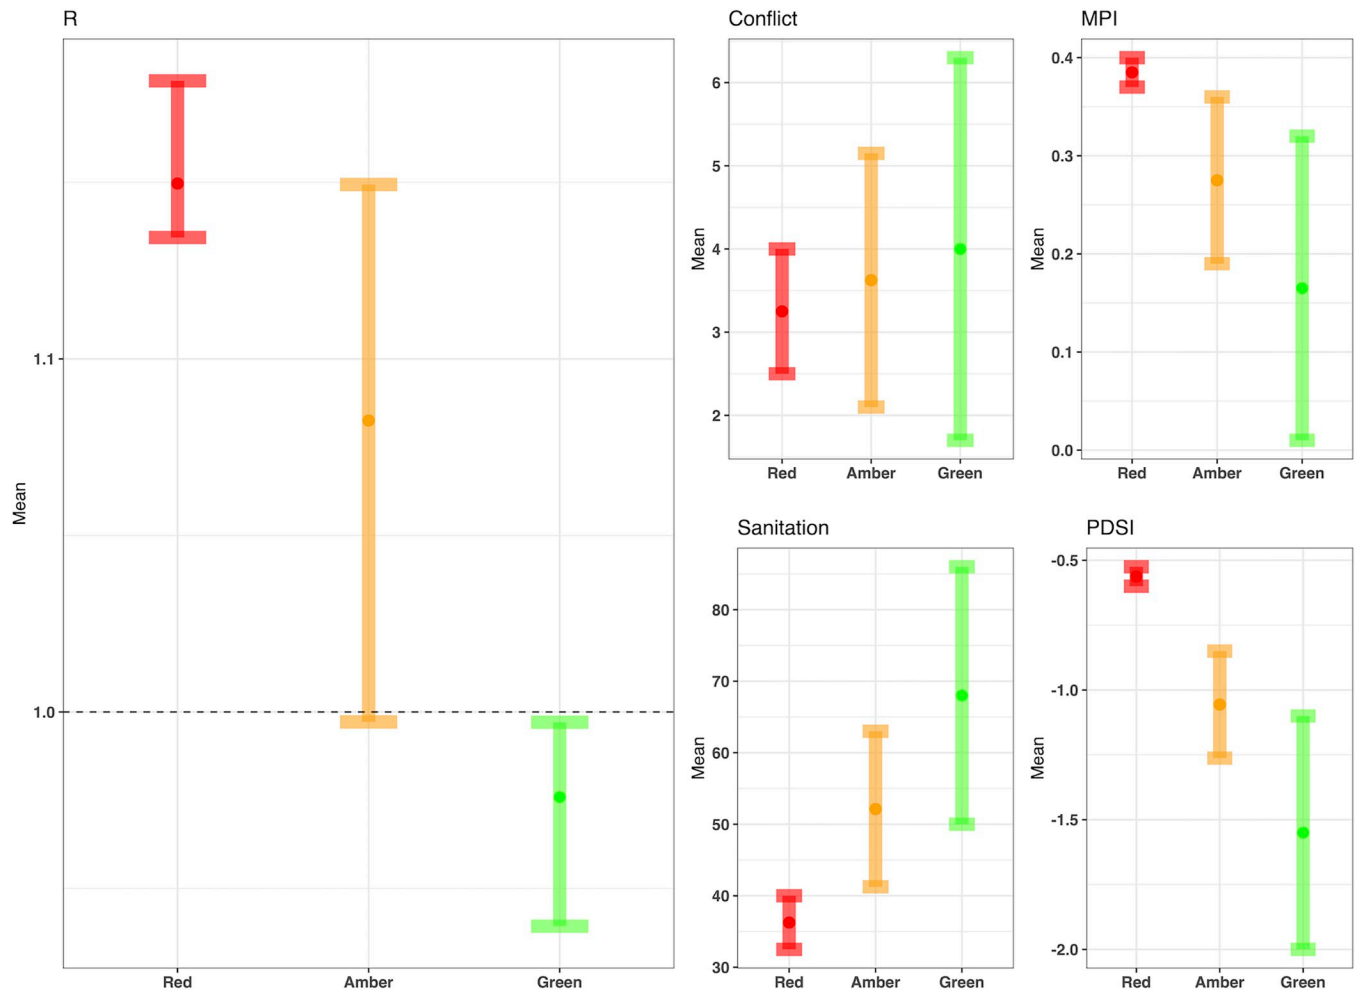 R
Mean
1.1
1.0
Red Amber Green
Conflict
Mean
6
5
4
3
2
Red Amber Green
MPI
Mean
0.4
0.3
0.2
0.1
0.0
Red Amber Green
Sanitation
Mean
80
70
60
50
40
30
Red Amber Green
PDSI
Mean
-0.5
-1.0
-1.5
-2.0
Red Amber Green